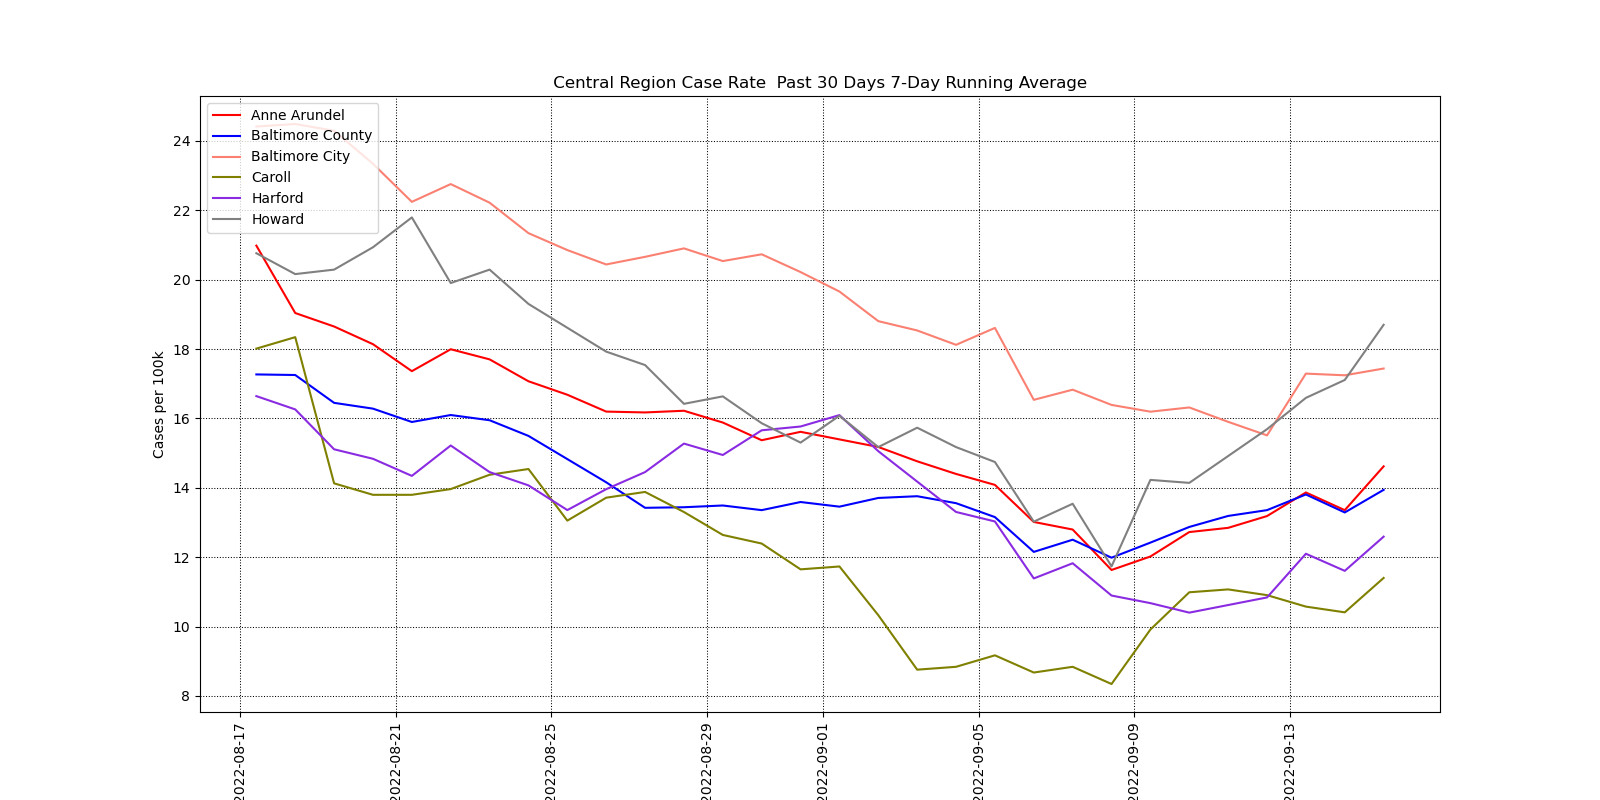 Central Region Case Rate  Past 30 Days 7-Day Running Average
Anne Arundel
Baltimore County
Baltimore City
Caroll
Harford
Howard
Cases per 100k
24
22
20
18
16
14
12
10
8
2022-08-17
2022-08-21
2022-08-25
2022-08-29
2022-09-01
2022-09-05
2022-09-09
2022-09-13